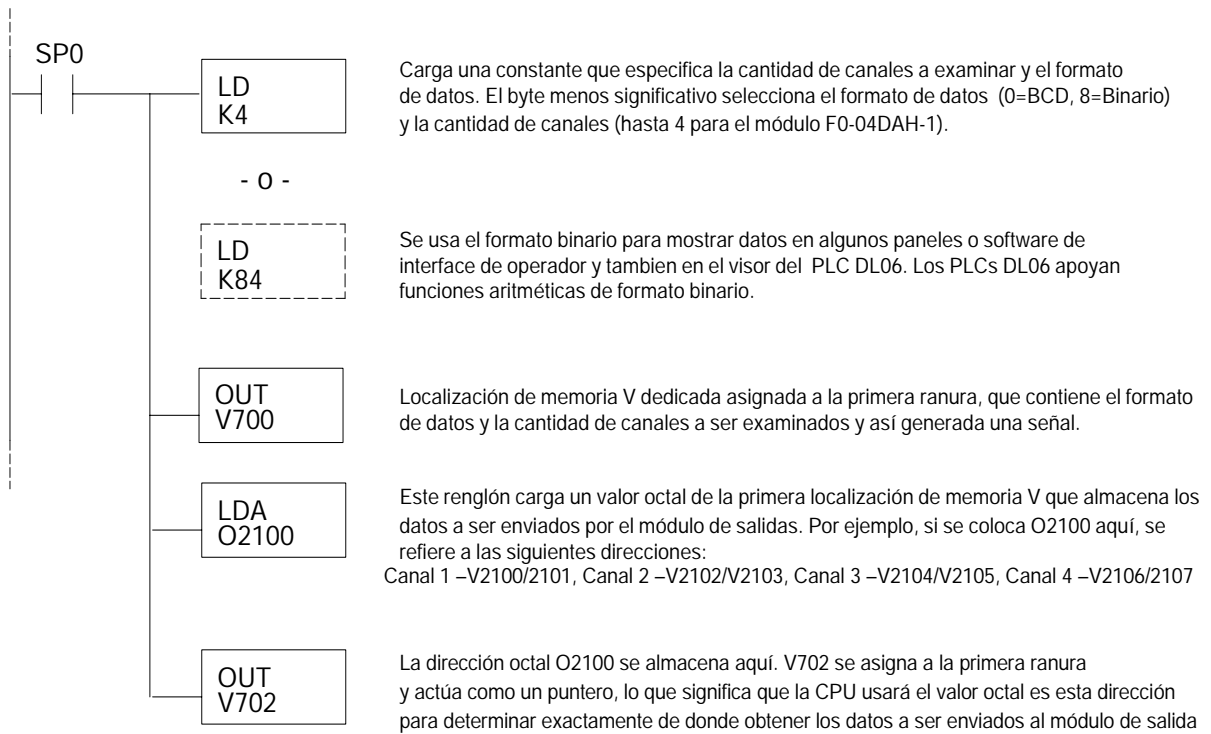 SP0
LD
K4
Carga una constante que especifica la cantidad de canales a examinar y el formato
de datos. El byte menos significativo selecciona el formato de datos (0=BCD, 8=Binario)
y la cantidad de canales (hasta 4 para el módulo F0-04DAH-1).
- o -
LD
K84
Se usa el formato binario para mostrar datos en algunos paneles o software de
interface de operador y tambien en el visor del PLC DL06. Los PLCs DL06 apoyan
funciones aritméticas de formato binario.
OUT
V700
Localización de memoria V dedicada asignada a la primera ranura, que contiene el formato
de datos y la cantidad de canales a ser examinados y así generada una señal.
LDA
O2100
Este renglón carga un valor octal de la primera localización de memoria V que almacena los
datos a ser enviados por el módulo de salidas. Por ejemplo, si se coloca O2100 aquí, se
refiere a las siguientes direcciones:
Canal 1 –V2100/2101, Canal 2 –V2102/V2103, Canal 3 –V2104/V2105, Canal 4 –V2106/2107
OUT
V702
La dirección octal O2100 se almacena aquí. V702 se asigna a la primera ranura
y actúa como un puntero, lo que significa que la CPU usará el valor octal es esta dirección
para determinar exactamente de donde obtener los datos a ser enviados al módulo de salida